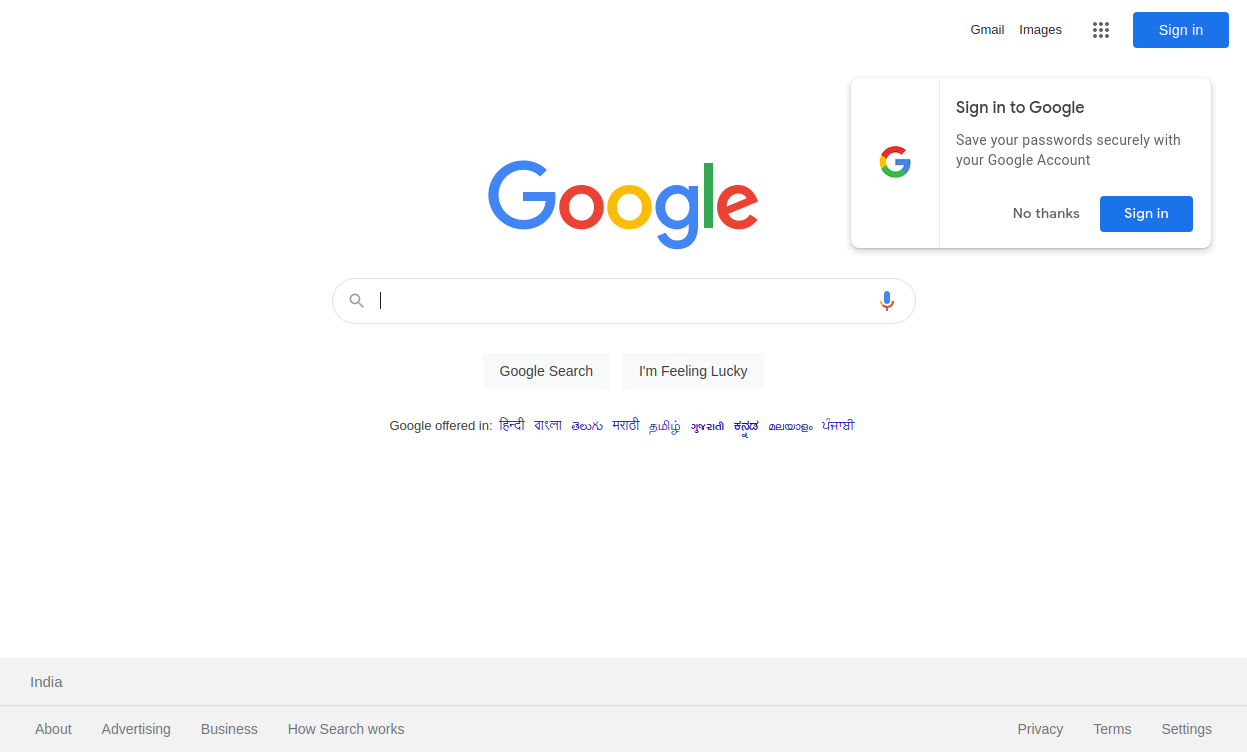 Gmail Images Sign in
Sign in to Google
Save your passwords securely with
your Google Account
No thanks Sign in
Google
Google Search I'm Feeling Lucky
Google offered in: हिन्दी বাংলা తెలుగు मराठी தமிழ் ગુજરાતી ಕನ್ನಡ മലയാളം ਪੰਜਾਬੀ
India
About Advertising Business How Search works Privacy Terms Settings